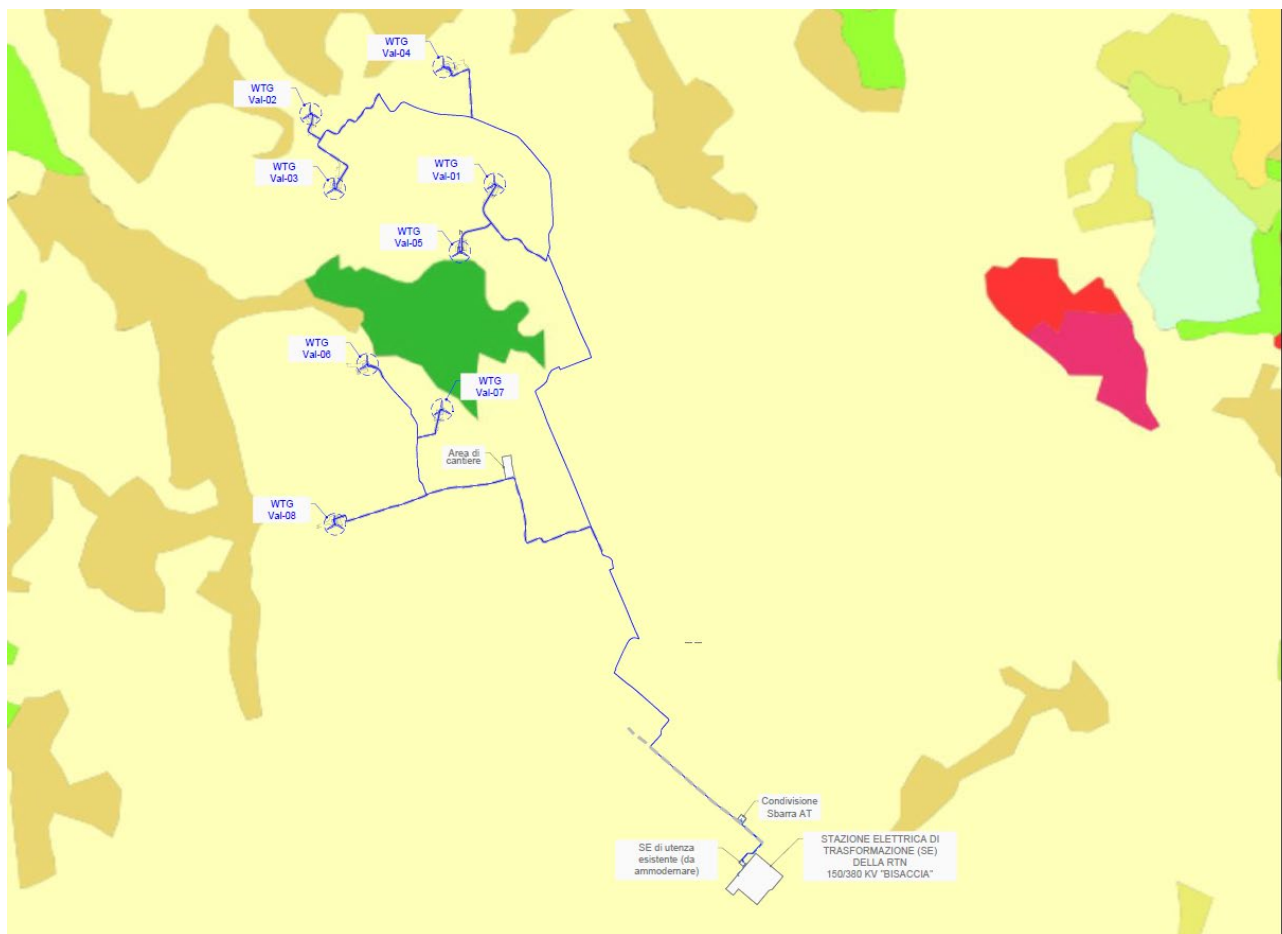 WTG
Val-04
WTG
Val-02
WTG
Val-03
WTG
Val-01
WTG
Val-05
WTG
Val-06
WTG
Val-07
Area di
cantiere
WTG
Val-08
Condivisione
Sbarra AT
SE di utenza
esistente (da
ammodernare)
STAZIONE ELETTRICA DI
TRASFORMAZIONE (SE)
DELLA RTN
150/380 KV "BISACCIA"